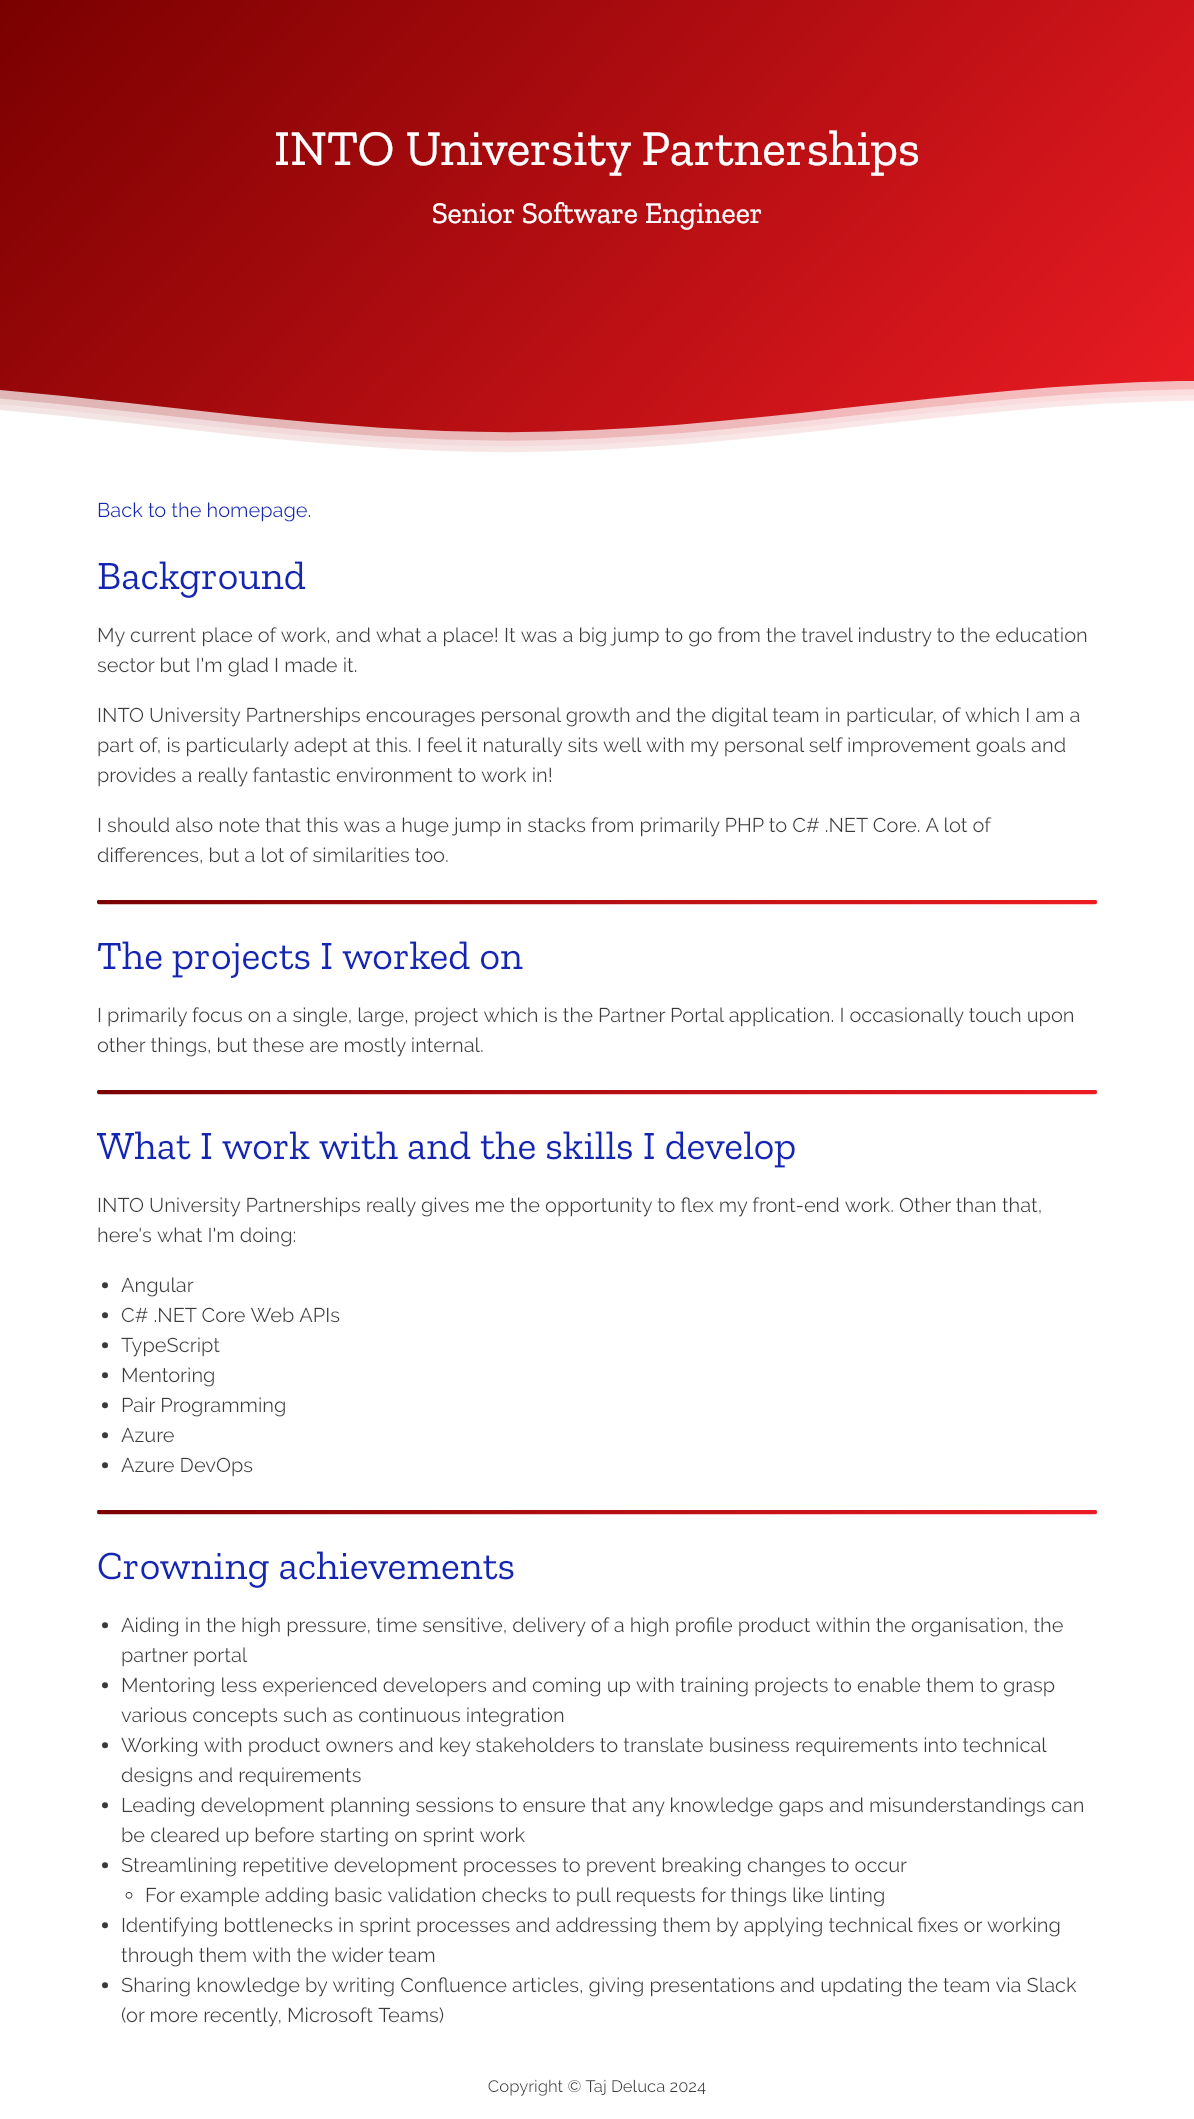 INTO University Partnerships
Senior Software Engineer
Back to the homepage.
Background
My current place of work, and what a place! It was a big jump to go from the travel industry to the education
sector but I'm glad I made it.
INTO University Partnerships encourages personal growth and the digital team in particular, of which I am a
part of, is particularly adept at this. I feel it naturally sits well with my personal self improvement goals and
provides a really fantastic environment to work in!
I should also note that this was a huge jump in stacks from primarily PHP to C# .NET Core. A lot of
differences, but a lot of similarities too.
The projects I worked on
I primarily focus on a single, large, project which is the Partner Portal application. I occasionally touch upon
other things, but these are mostly internal.
What I work with and the skills I develop
INTO University Partnerships really gives me the opportunity to flex my front-end work. Other than that,
here's what I'm doing:
• Angular
• C# .NET Core Web APIs
• TypeScript
• Mentoring
• Pair Programming
• Azure
• Azure DevOps
Crowning achievements
• Aiding in the high pressure, time sensitive, delivery of a high profile product within the organisation, the
partner portal
• Mentoring less experienced developers and coming up with training projects to enable them to grasp
various concepts such as continuous integration
• Working with product owners and key stakeholders to translate business requirements into technical
designs and requirements
• Leading development planning sessions to ensure that any knowledge gaps and misunderstandings can
be cleared up before starting on sprint work
• Streamlining repetitive development processes to prevent breaking changes to occur
◦ For example adding basic validation checks to pull requests for things like linting
• Identifying bottlenecks in sprint processes and addressing them by applying technical fixes or working
through them with the wider team
• Sharing knowledge by writing Confluence articles, giving presentations and updating the team via Slack
(or more recently, Microsoft Teams)
Copyright © Taj Deluca 2024